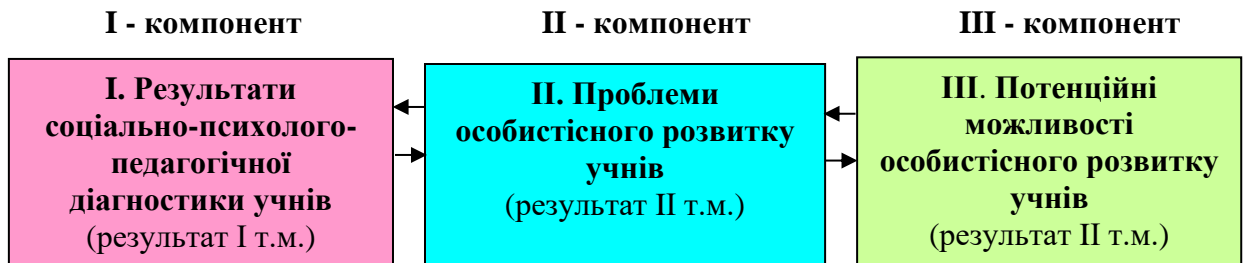 I - компонент
II - компонент
III - компонент
I. Результати
соціально-психолого-
педагогічної
діагностики учнів
(результат I т.м.)
II. Проблеми
особистісного розвитку
учнів
(результат II т.м.)
III. Потенційні
можливості
особистісного розвитку
учнів
(результат II т.м.)